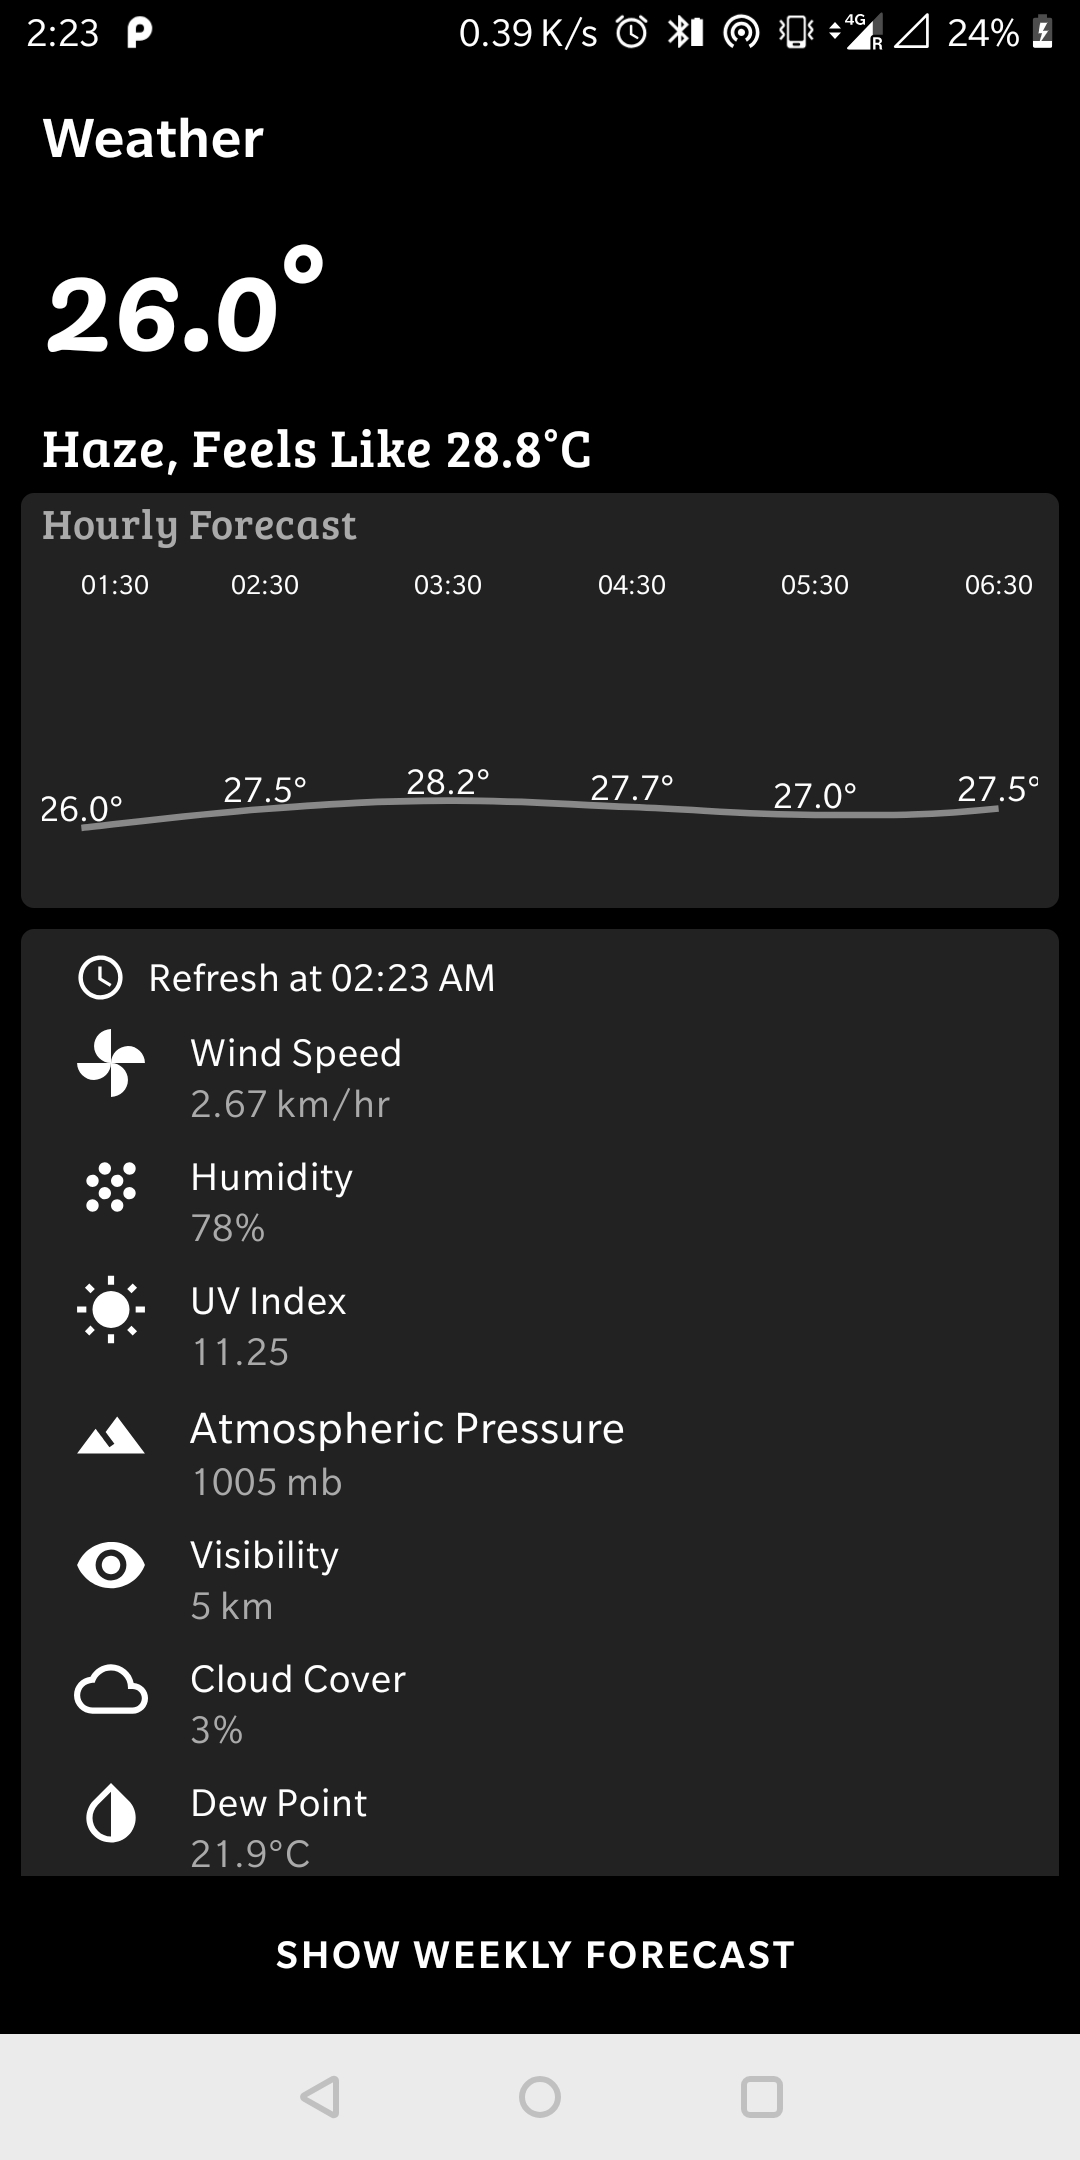 2:23 0.39 K/s 4G R 24%
Weather
26.0°
Haze, Feels Like 28.8°C
Hourly Forecast
01:30 02:30 03:30 04:30 05:30 06:30
26.0° 27.5° 28.2° 27.7° 27.0° 27.5°
Refresh at 02:23 AM
Wind Speed
2.67 km/hr
Humidity
78%
UV Index
11.25
Atmospheric Pressure
1005 mb
Visibility
5 km
Cloud Cover
3%
Dew Point
21.9°C
SHOW WEEKLY FORECAST